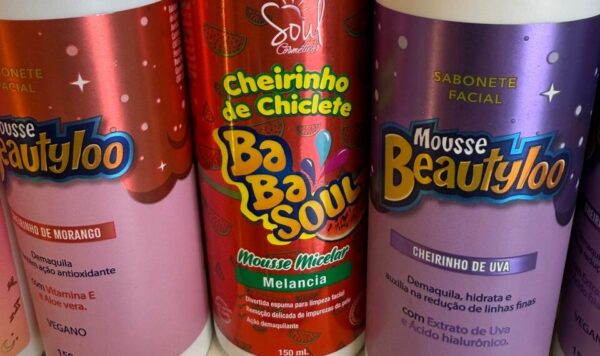 SABONETE
FACIAL
Mousse
Beautyloo
CHEIRINHO DE MORANGO
Demaquila
ação antioxidante
com Vitamina E
e Aloe vera.
VEGANO
Soul
Cosmetics
Cheirinho
de Chiclete
Ba
Ba
SOUL
Mousse Micelar
Melancia
Divertida espuma para limpeza facial
Remoção delicada de impurezas da pele
Ação demaquilante
150 mL
SABONETE
FACIAL
Mousse
Beautyloo
CHEIRINHO DE UVA
Demaquila, hidrata e
auxilia na redução de linhas finas
com Extrato de Uva
e Ácido hialurônico.
VEGANO